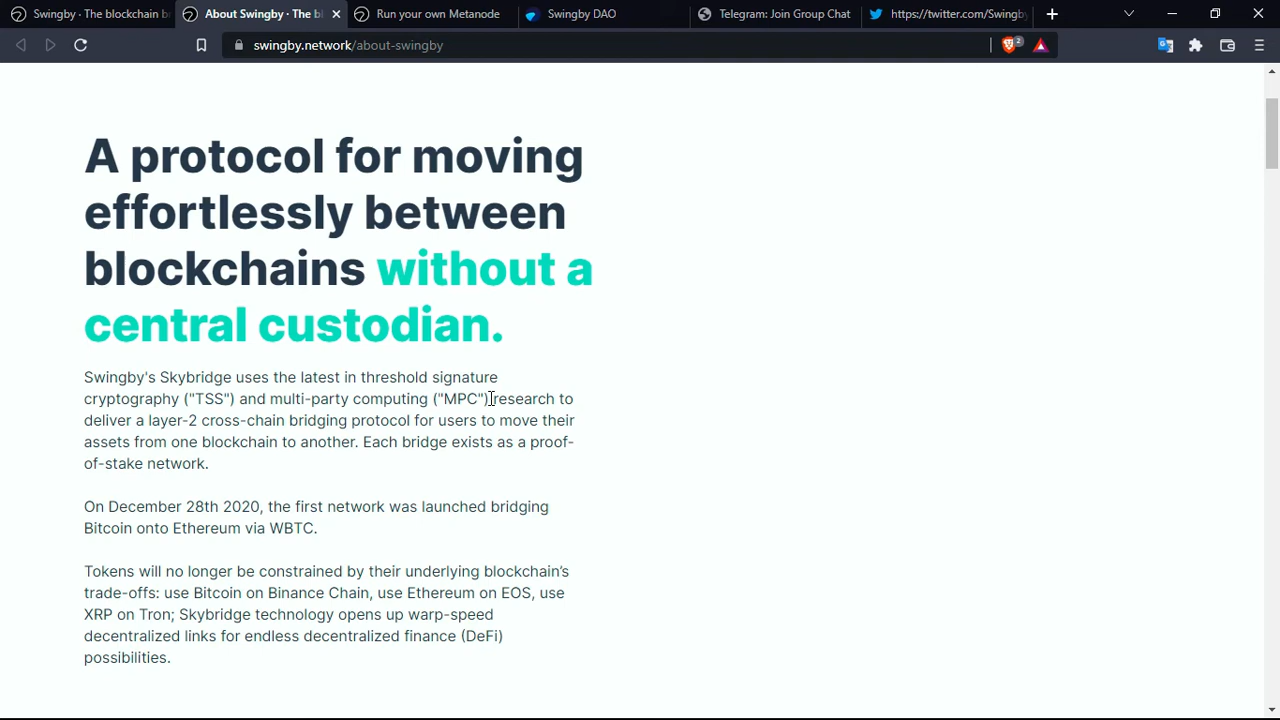 Swingby · The blockchain b
About Swingby · The bl
Run your own Metanode
Swingby DAO
Telegram: Join Group Chat
https://twitter.com/Swingby
swingby.network/about-swingby
2
A protocol for moving
effortlessly between
blockchains without a
central custodian.
Swingby's Skybridge uses the latest in threshold signature
cryptography ("TSS") and multi-party computing ("MPC") research to
deliver a layer-2 cross-chain bridging protocol for users to move their
assets from one blockchain to another. Each bridge exists as a proof-
of-stake network.
On December 28th 2020, the first network was launched bridging
Bitcoin onto Ethereum via WBTC.
Tokens will no longer be constrained by their underlying blockchain’s
trade-offs: use Bitcoin on Binance Chain, use Ethereum on EOS, use
XRP on Tron; Skybridge technology opens up warp-speed
decentralized links for endless decentralized finance (DeFi)
possibilities.